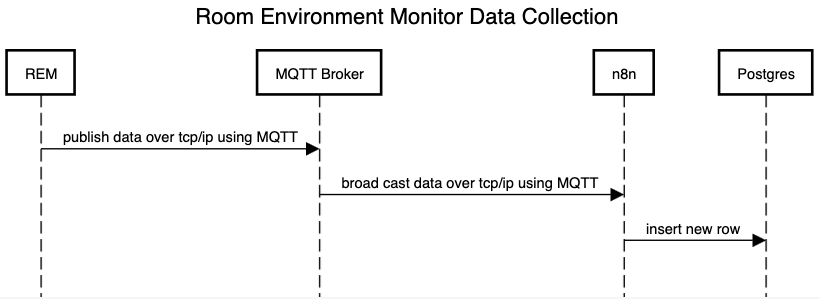 Room Environment Monitor Data Collection
REM
MQTT Broker
n8n
Postgres
publish data over tcp/ip using MQTT
broad cast data over tcp/ip using MQTT
insert new row